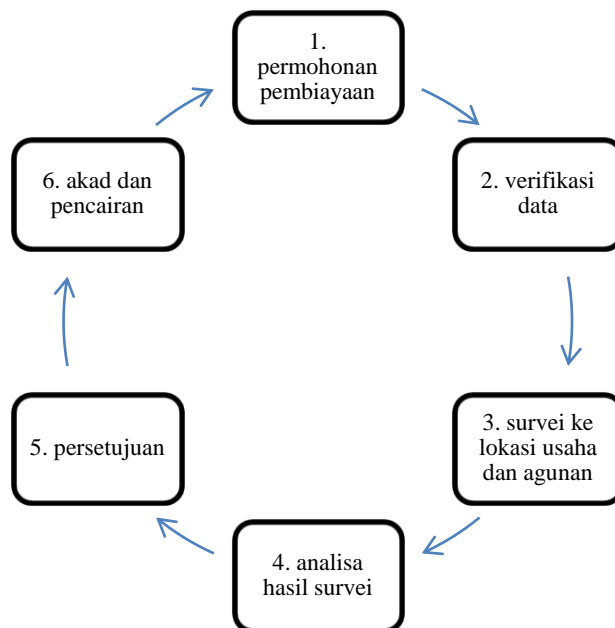 1.
permohonan
pembiayaan
2. verifikasi
data
3. survei ke
lokasi usaha
dan agunan
4. analisa
hasil survei
5. persetujuan
6. akad dan
pencairan